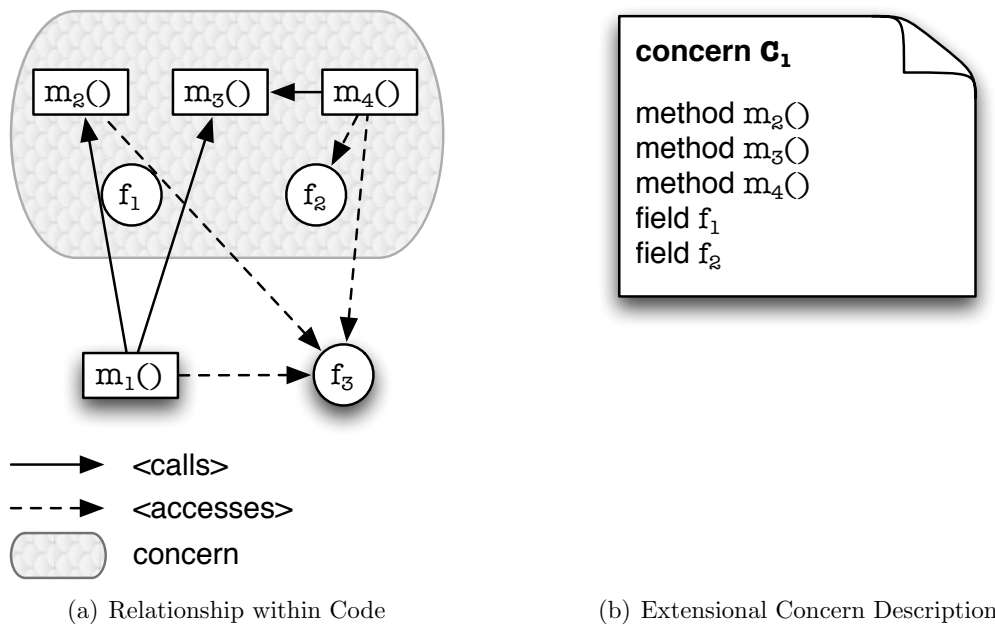 m₂() m₃() m₄()
f₁ f₂
m₁() f₃
<calls>
<accesses>
concern
(a) Relationship within Code
concern C₁
method m₂()
method m₃()
method m₄()
field f₁
field f₂
(b) Extensional Concern Description